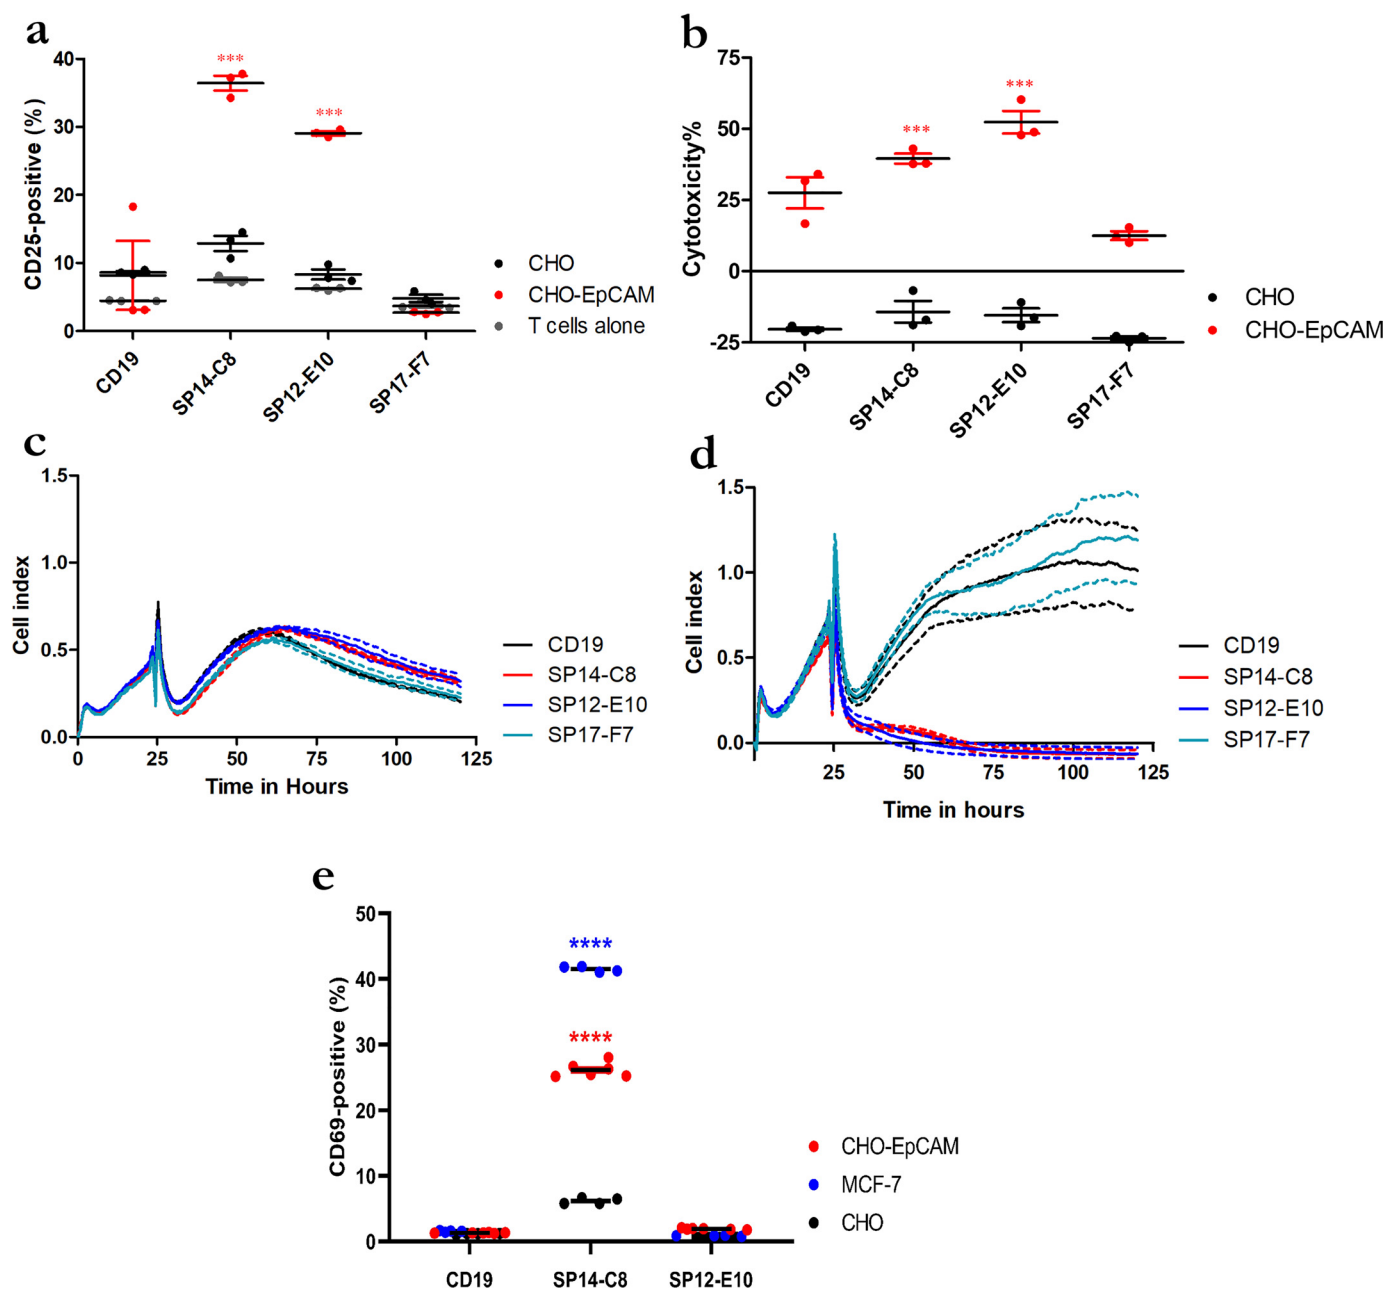 a
CD25-positive (%)
40
30
20
10
0
***
***
CD19
SP14-C8
SP12-E10
SP17-F7
CHO
CHO-EpCAM
T cells alone
b
Cytotoxicity%
75
50
25
0
-25
***
***
CD19
SP14-C8
SP12-E10
SP17-F7
CHO
CHO-EpCAM
c
Cell index
1.5
1.0
0.5
0.0
0 25 50 75 100 125
Time in Hours
CD19
SP14-C8
SP12-E10
SP17-F7
d
Cell index
1.5
1.0
0.5
0.0
25 50 75 100 125
Time in hours
CD19
SP14-C8
SP12-E10
SP17-F7
e
CD69-positive (%)
50
40
30
20
10
0
****
****
CD19 SP14-C8 SP12-E10
CHO-EpCAM
MCF-7
CHO